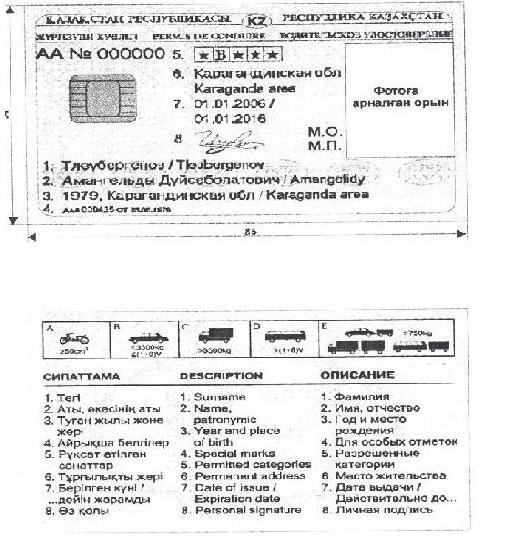 ҚАЗАҚСТАН РЕСПУБЛИКАСЫ KZ РЕСПУБЛИКА КАЗАХСТАН
ЖҮРГІЗУШІ КУӘЛІГІ PERMIS DE CONDUIRE ВОДИТЕЛЬСКОЕ УДОСТОВЕРЕНИЕ
AA № 000000 5. ★ B ★ ★ ★
6. Карагандинская обл
Karaganda area
7. 01.01.2006 /
01.01.2016
8
М.О.
М.П.
Фотоға
арналған орын
1. Тлеубергенов / Tleubergenov
2. Амангельды Дуйсеболатович / Amangeldy
3. 1979, Карагандинская обл / Karaganda area
4.
86
A B C D E
≤50cm³ ≤3500kg ≤(1+8)V >3500kg >(1+8)V >750kg
СИПАТТАМА
1. Тегі
2. Аты, әкесінің аты
3. Туған жылы және
жері
4. Айрықша белгілер
5. Рұқсат етілген
санаттар
6. Тұрғылықты жері
7. Берілген күні /
...дейін жарамды
8. Өз қолы
DESCRIPTION
1. Surname
2. Name,
patronymic
3. Year and place
of birth
4. Special marks
5. Permitted categories
6. Permanent address
7. Date of issue /
Expiration date
8. Personal signature
ОПИСАНИЕ
1. Фамилия
2. Имя, отчество
3. Год и место
рождения
4. Для особых отметок
5. Разрешенные
категории
6. Место жительства
7. Дата выдачи /
Действительно до...
8. Личная подпись